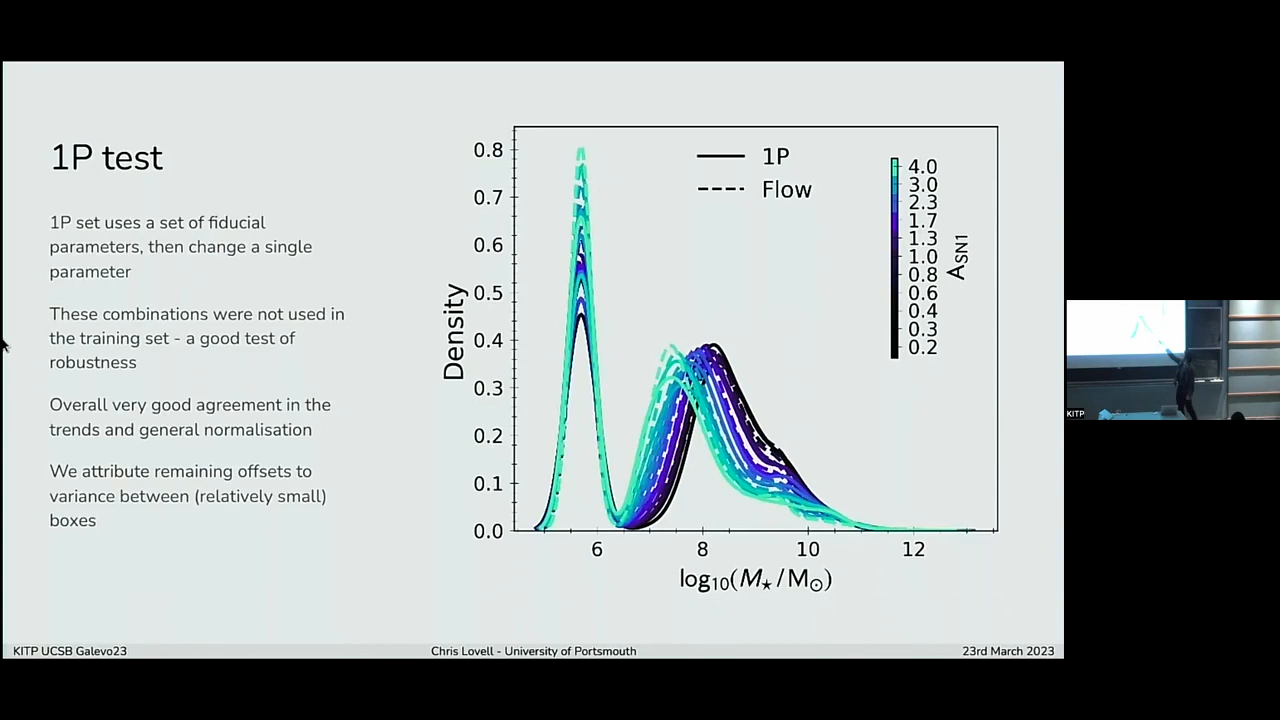 1P test
1P set uses a set of fiducial
parameters, then change a single
parameter
These combinations were not used in
the training set - a good test of
robustness
Overall very good agreement in the
trends and general normalisation
We attribute remaining offsets to
variance between (relatively small)
boxes
Density
0.8
0.7
0.6
0.5
0.4
0.3
0.2
0.1
0.0
6
8
10
12
log₁₀(M⋆/M⊙)
1P
Flow
4.0
3.0
2.3
1.7
1.3
1.0
0.8
0.6
0.4
0.3
0.2
A_SN1
KITP UCSB Galevo23
Chris Lovell - University of Portsmouth
23rd March 2023
KITP